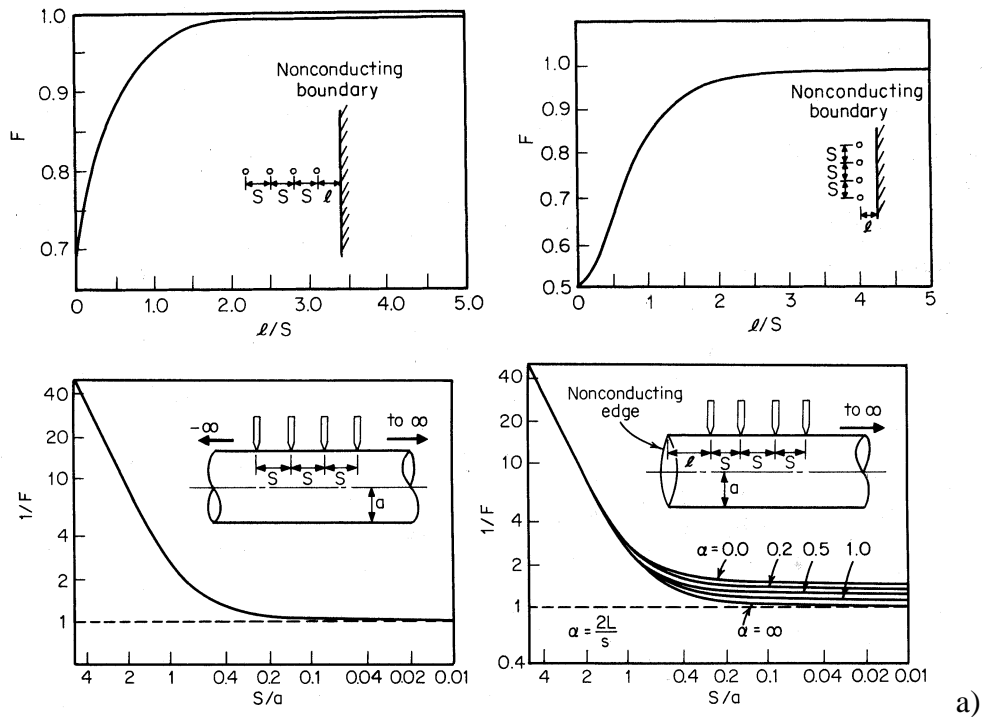 1.0
0.9
0.8
0.7
F
0
1.0
2.0
3.0
4.0
5.0
ℓ/S
Nonconducting
boundary
S S S ℓ
1.0
0.9
0.8
0.7
0.6
0.5
F
0
1
2
3
4
5
ℓ/S
Nonconducting
boundary
S
S
S
ℓ
40
20
10
4
2
1
1/F
4
2
1
0.4
0.2
0.1
0.04
0.02
0.01
S/a
-∞
to ∞
S S S
a
40
20
10
4
2
1
0.4
1/F
4
2
1
0.4
0.2
0.1
0.04
0.02
0.01
S/a
Nonconducting
edge
to ∞
ℓ S S S
a
α=0.0 0.2 0.5 1.0
α=∞
α=2L/s
a)